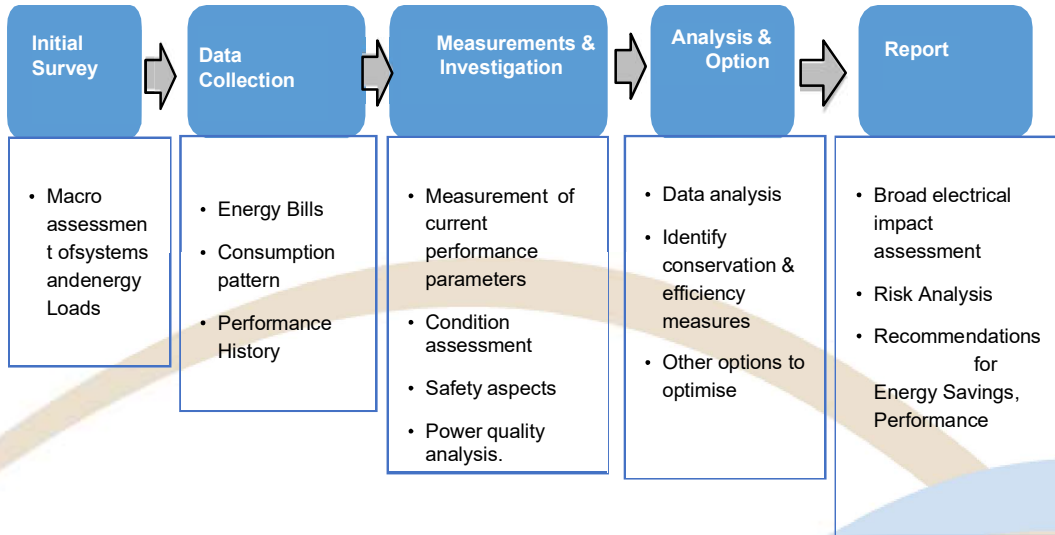 Initial
Survey
• Macro
assessmen
t ofsystems
andenergy
Loads
Data
Collection
• Energy Bills
• Consumption
pattern
• Performance
History
Measurements &
Investigation
• Measurement of
current
performance
parameters
• Condition
assessment
• Safety aspects
• Power quality
analysis.
Analysis &
Option
• Data analysis
• Identify
conservation &
efficiency
measures
• Other options to
optimise
Report
• Broad electrical
impact
assessment
• Risk Analysis
• Recommendations
for
Energy Savings,
Performance